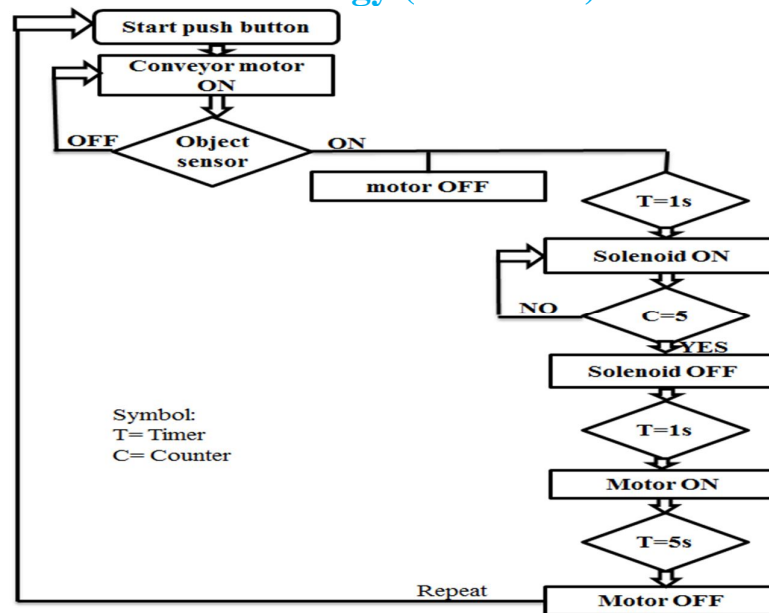 Start push button
Conveyor motor
ON
OFF
Object
sensor
ON
motor OFF
T=1s
Solenoid ON
NO
C=5
YES
Solenoid OFF
Symbol:
T= Timer
C= Counter
T=1s
Motor ON
T=5s
Repeat
Motor OFF